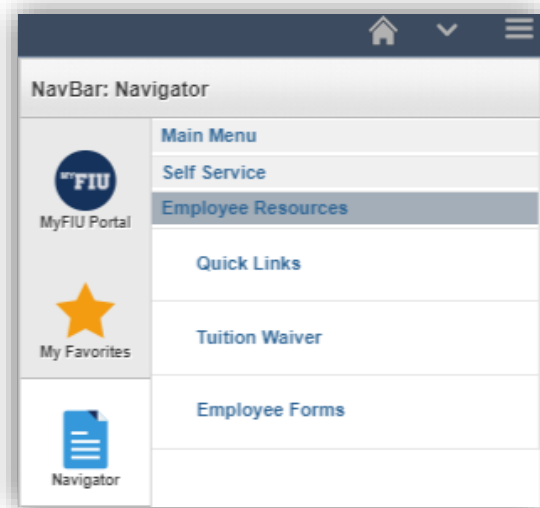 NavBar: Navigator
Main Menu
Self Service
Employee Resources
Quick Links
Tuition Waiver
Employee Forms
MYFIU
MyFIU Portal
My Favorites
Navigator